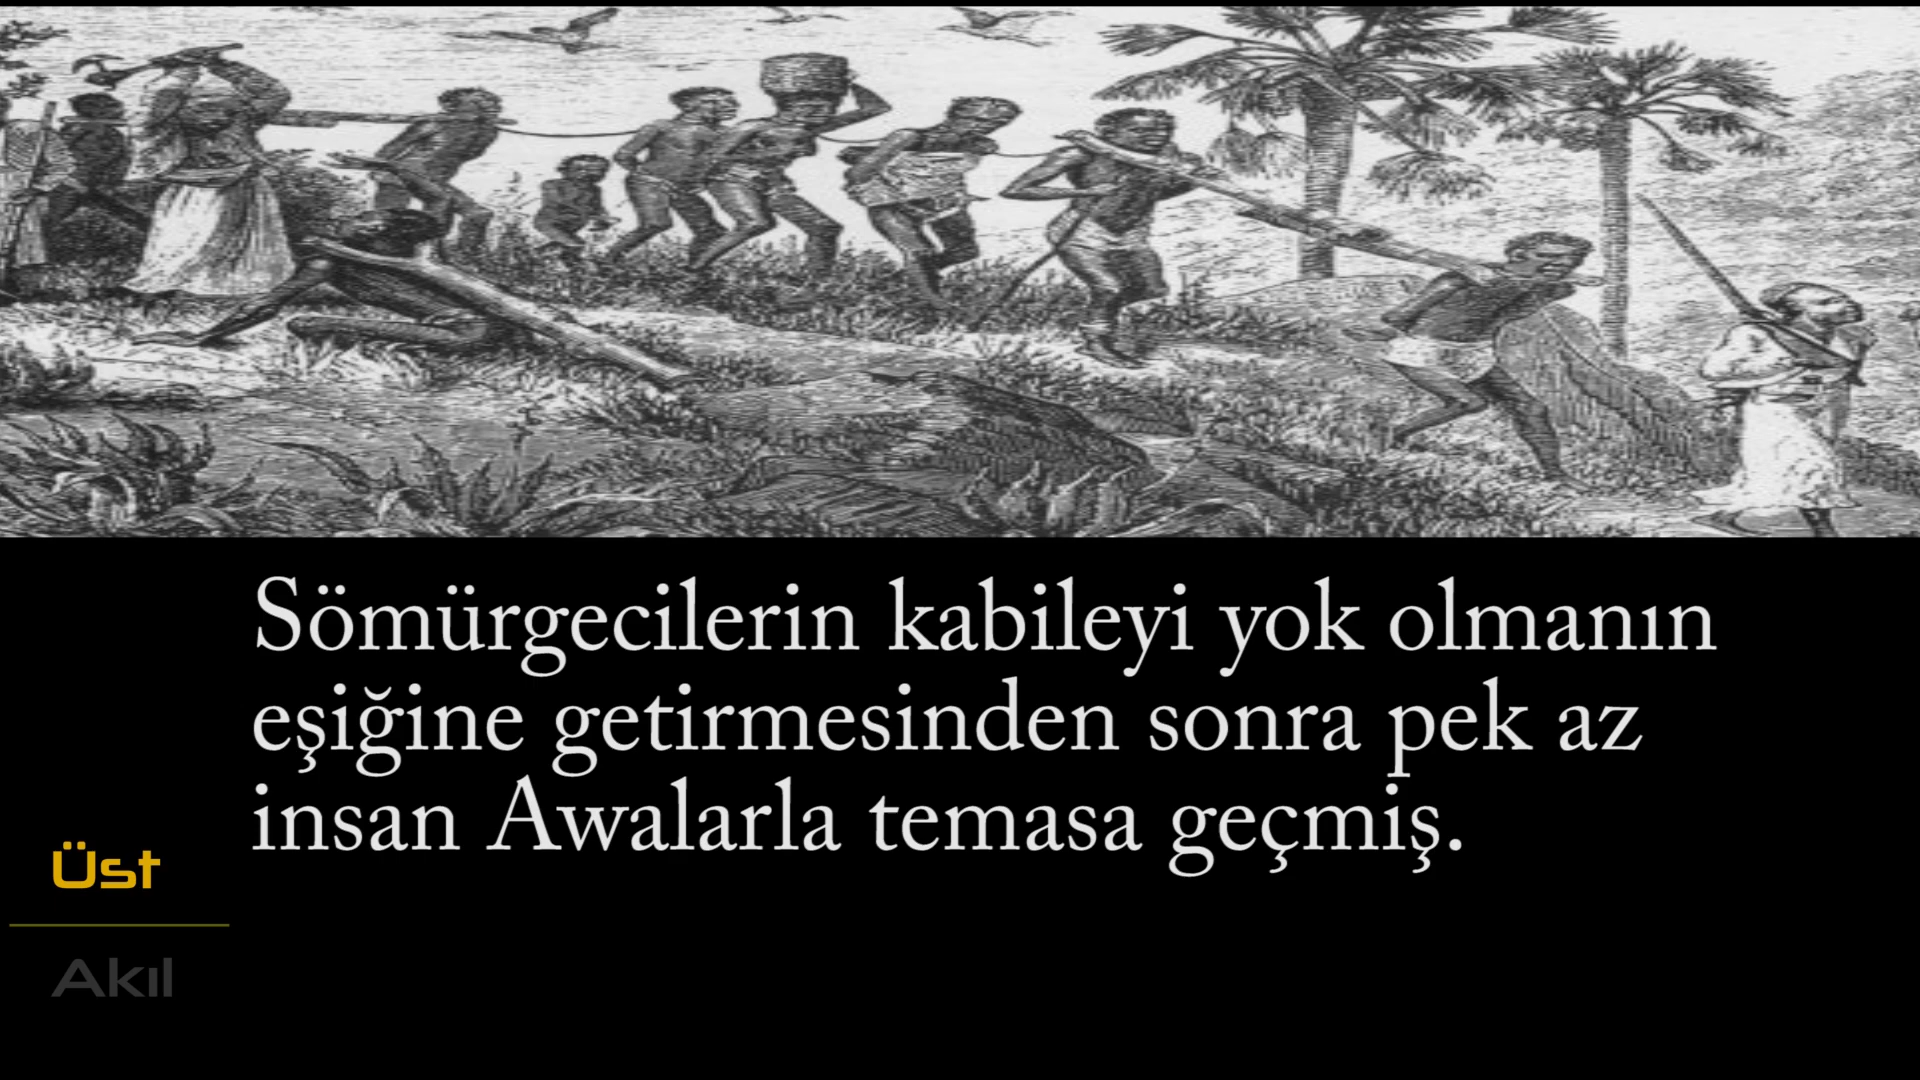 Sömürgecilerin kabileyi yok olmanın
eşiğine getirmesinden sonra pek az
insan Awalarla temasa geçmiş.
Üst
Akıl